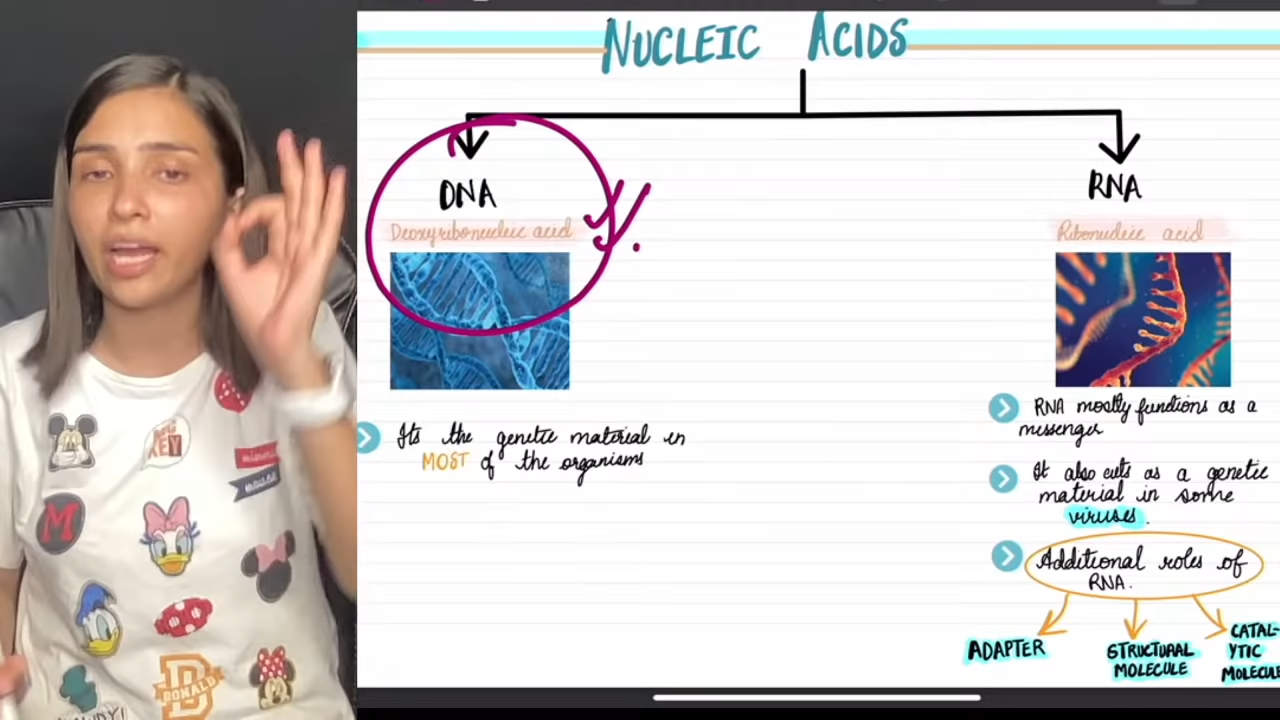 NUCLEIC ACIDS
DNA
Deoxyribonucleic acid
It's the genetic material in
MOST of the organisms
RNA
Ribonucleic acid
RNA mostly functions as a
messenger
It also acts as a genetic
material in some
viruses.
Additional roles of
RNA.
ADAPTER
STRUCTURAL
MOLECULE
CATAL-
YTIC
MOLECULE
M
DONALD